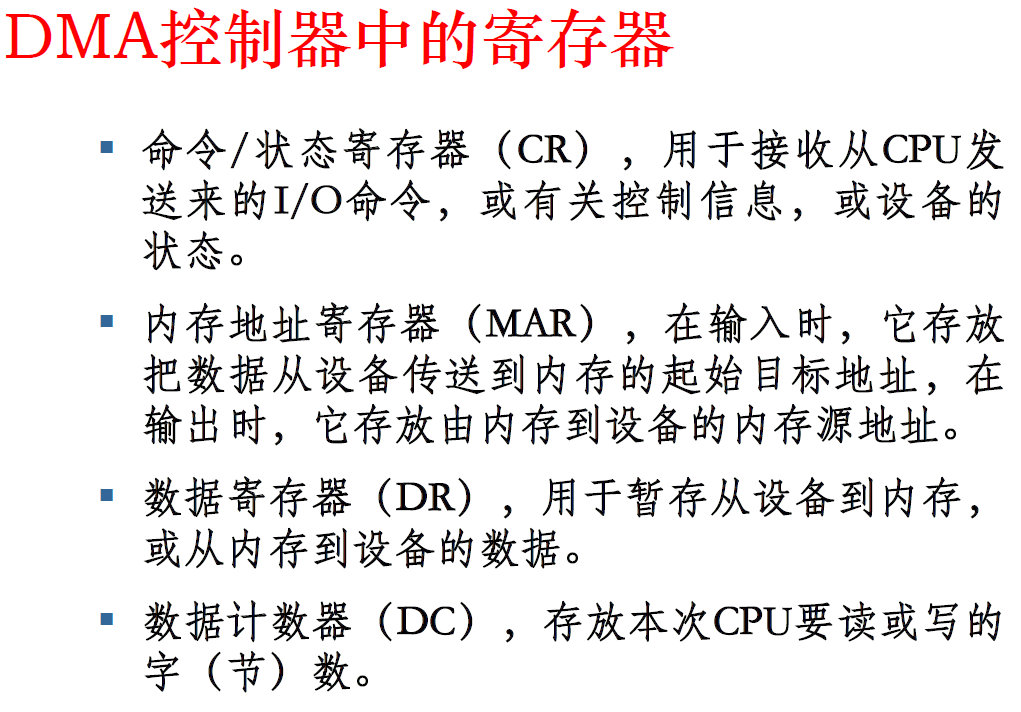 DMA控制器中的寄存器
▪ 命令/状态寄存器（CR），用于接收从CPU发
送来的I/O命令，或有关控制信息，或设备的
状态。
▪ 内存地址寄存器（MAR），在输入时，它存放
把数据从设备传送到内存的起始目标地址，在
输出时，它存放由内存到设备的内存源地址。
▪ 数据寄存器（DR），用于暂存从设备到内存，
或从内存到设备的数据。
▪ 数据计数器（DC），存放本次CPU要读或写的
字（节）数。